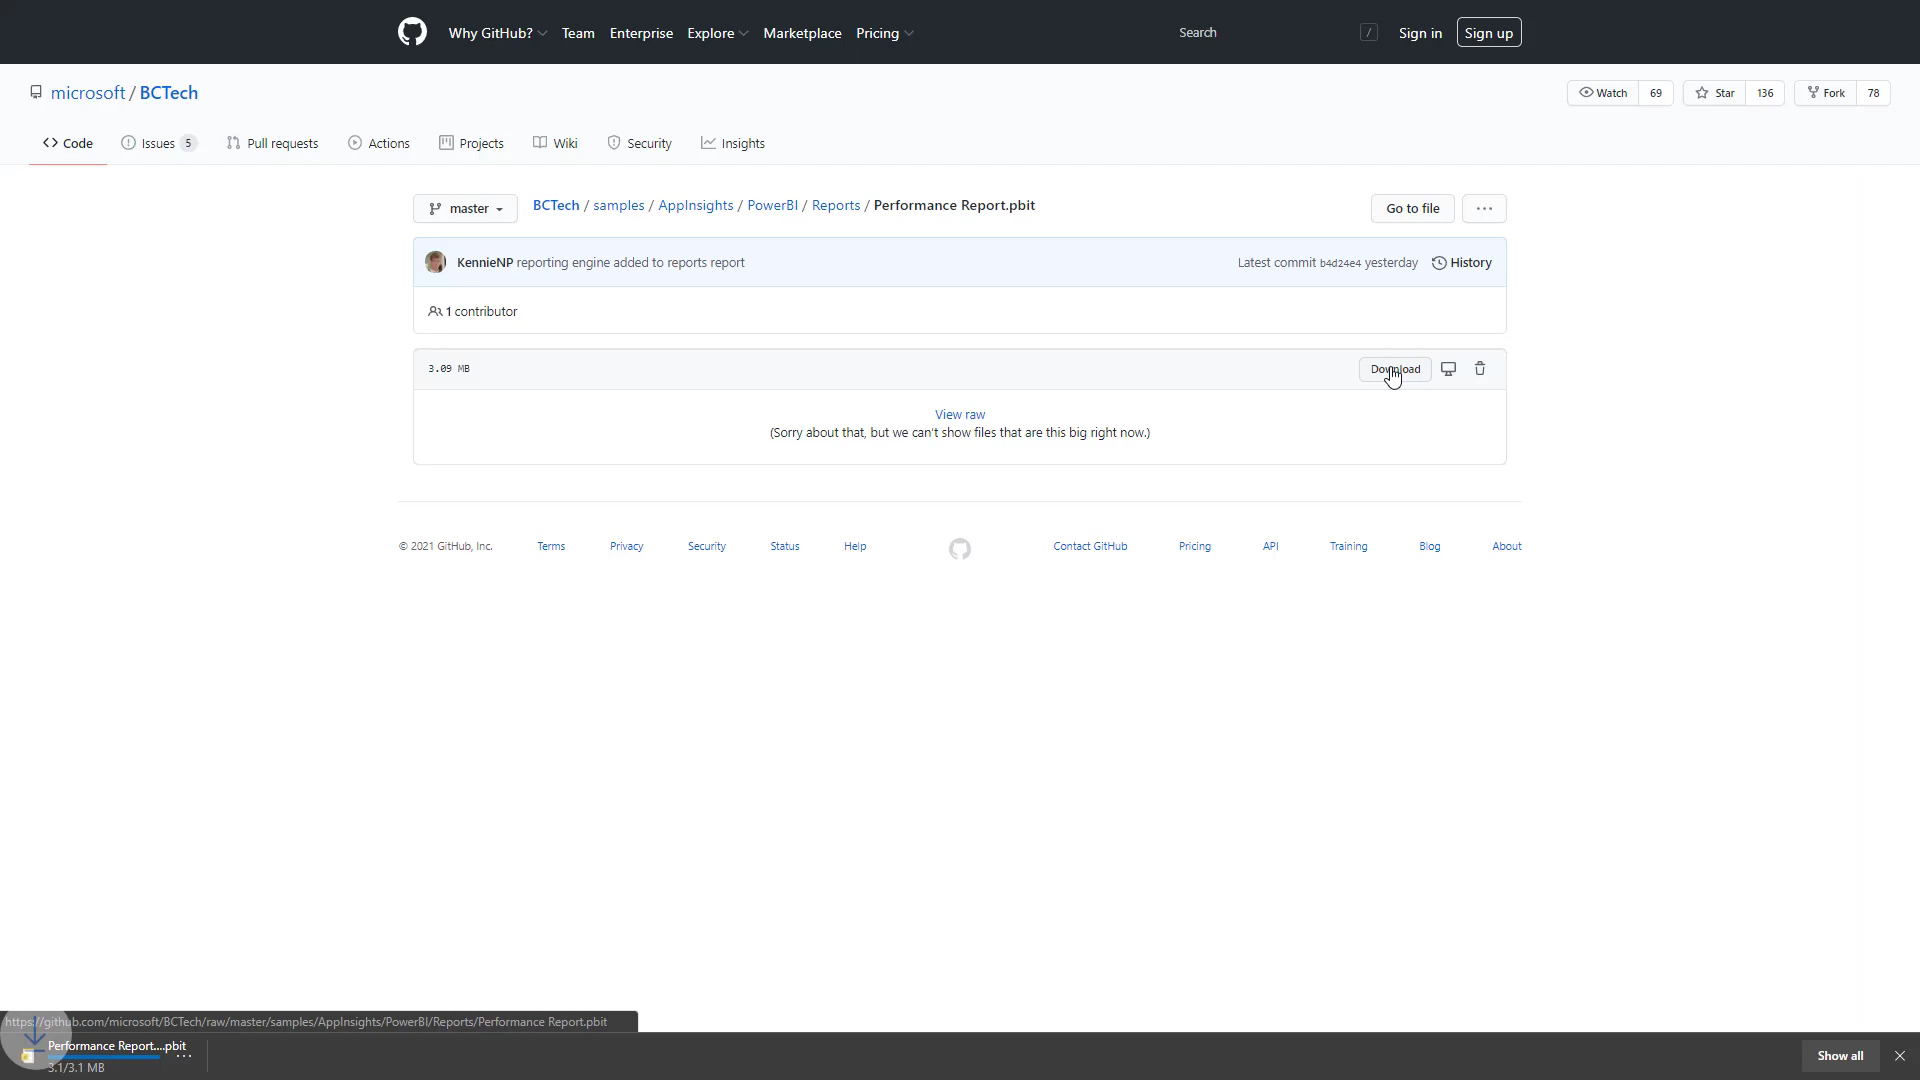 Why GitHub? Team Enterprise Explore Marketplace Pricing Search / Sign in Sign up
microsoft / BCTech Watch 69 Star 136 Fork 78
Code Issues 5 Pull requests Actions Projects Wiki Security Insights
master BCTech / samples / AppInsights / PowerBI / Reports / Performance Report.pbit Go to file ...
KennieNP reporting engine added to reports report Latest commit b4d24e4 yesterday History
1 contributor
3.09 MB Download
View raw
(Sorry about that, but we can't show files that are this big right now.)
© 2021 GitHub, Inc. Terms Privacy Security Status Help Contact GitHub Pricing API Training Blog About
https://github.com/microsoft/BCTech/raw/master/samples/AppInsights/PowerBI/Reports/Performance Report.pbit
Performance Report....pbit ... Show all
3.1/3.1 MB